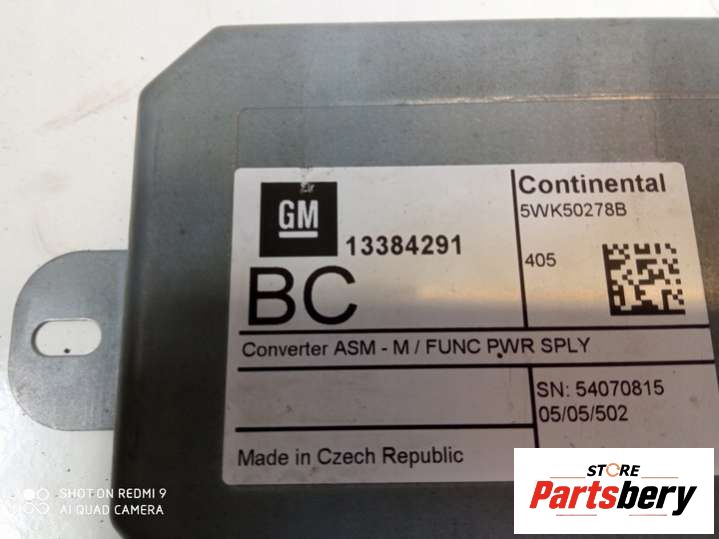 GM
13384291
BC
Continental
5WK50278B
405
Converter ASM - M / FUNC PWR SPLY
SN: 54070815
05/05/502
Made in Czech Republic
SHOT ON REDMI 9
AI QUAD CAMERA
STORE
Partsbery